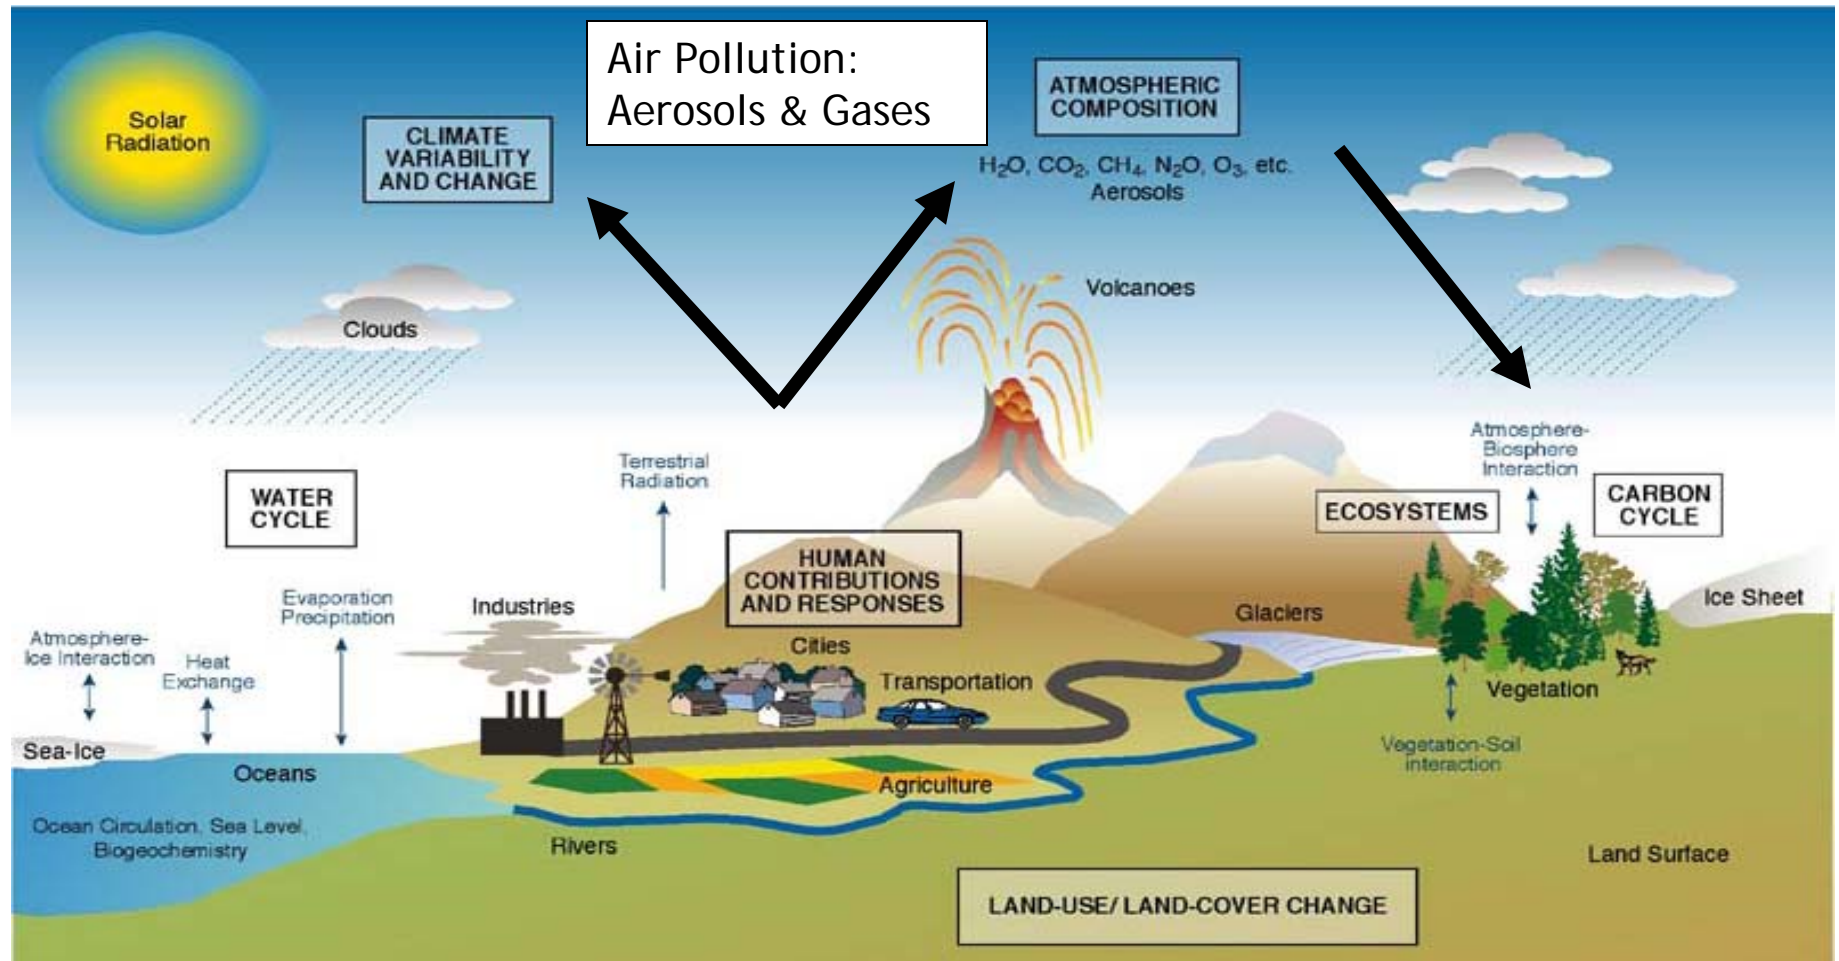 Air Pollution:
Aerosols & Gases
Solar
Radiation
CLIMATE
VARIABILITY
AND CHANGE
ATMOSPHERIC
COMPOSITION
H₂O, CO₂, CH₄, N₂O, O₃, etc.
Aerosols
Volcanoes
Clouds
Terrestrial
Radiation
Atmosphere-
Biosphere
Interaction
WATER
CYCLE
ECOSYSTEMS
CARBON
CYCLE
HUMAN
CONTRIBUTIONS
AND RESPONSES
Evaporation
Precipitation
Industries
Glaciers
Ice Sheet
Atmosphere-
Ice Interaction
Heat
Exchange
Cities
Transportation
Vegetation
Sea-Ice
Oceans
Agriculture
Vegetation-Soil
interaction
Ocean Circulation, Sea Level,
Biogeochemistry
Rivers
Land Surface
LAND-USE/ LAND-COVER CHANGE